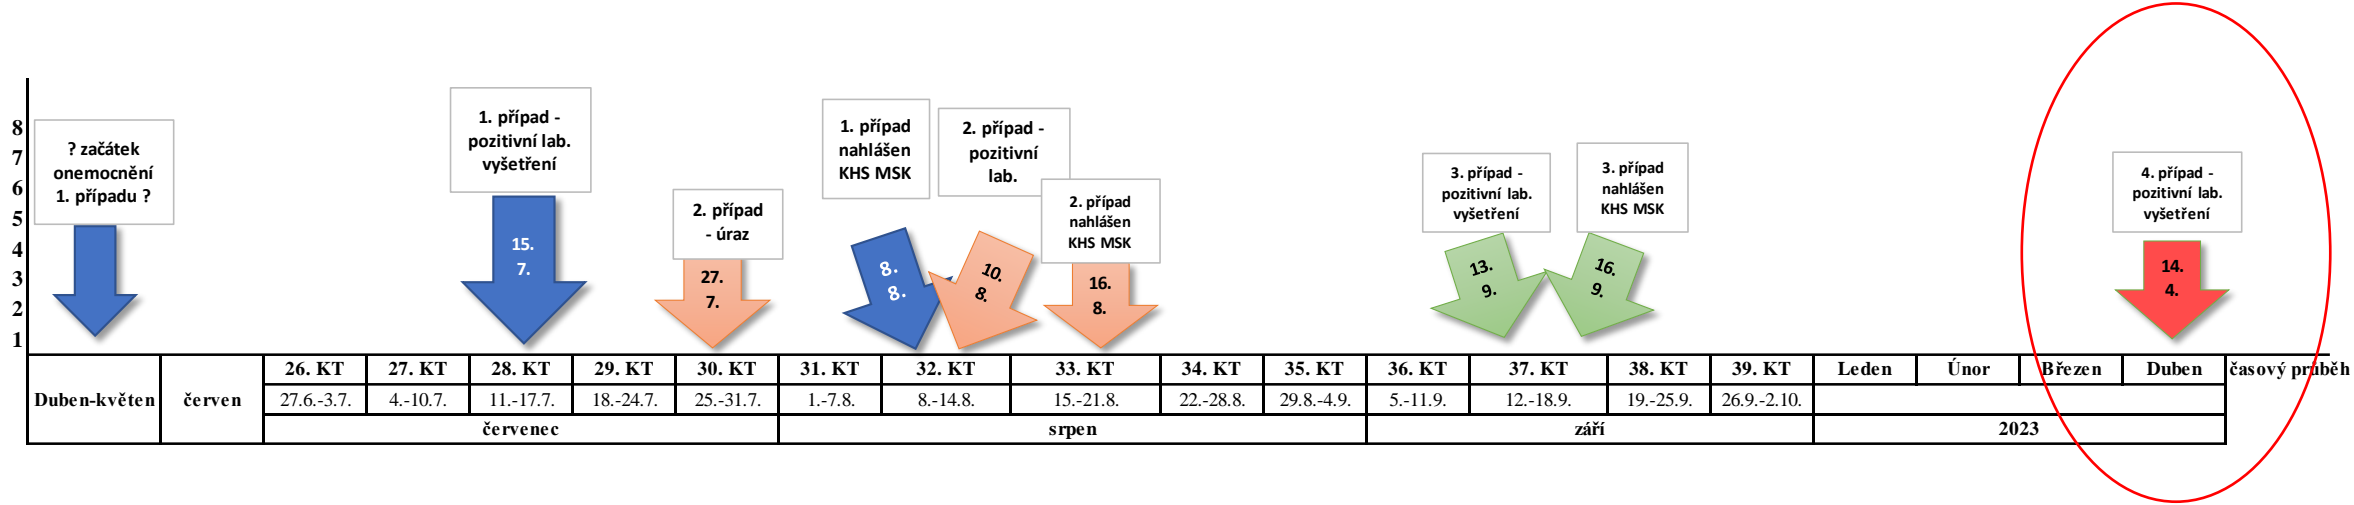 8
7
6
5
4
3
2
1
? začátek
onemocnění
1. případu ?
1. případ -
pozitivní lab.
vyšetření
15.
7.
2. případ
- úraz
27.
7.
1. případ
nahlášen
KHS MSK
8.
8.
2. případ -
pozitivní
lab.
10.
8.
2. případ
nahlášen
KHS MSK
16.
8.
3. případ -
pozitivní lab.
vyšetření
13.
9.
3. případ
nahlášen
KHS MSK
16.
9.
4. případ -
pozitivní lab.
vyšetření
14.
4.
Duben-květen červen 26. KT 27. KT 28. KT 29. KT 30. KT 31. KT 32. KT 33. KT 34. KT 35. KT 36. KT 37. KT 38. KT 39. KT Leden Únor Březen Duben časový průběh
27.6.-3.7. 4.-10.7. 11.-17.7. 18.-24.7. 25.-31.7. 1.-7.8. 8.-14.8. 15.-21.8. 22.-28.8. 29.8.-4.9. 5.-11.9. 12.-18.9. 19.-25.9. 26.9.-2.10.
červenec srpen září 2023